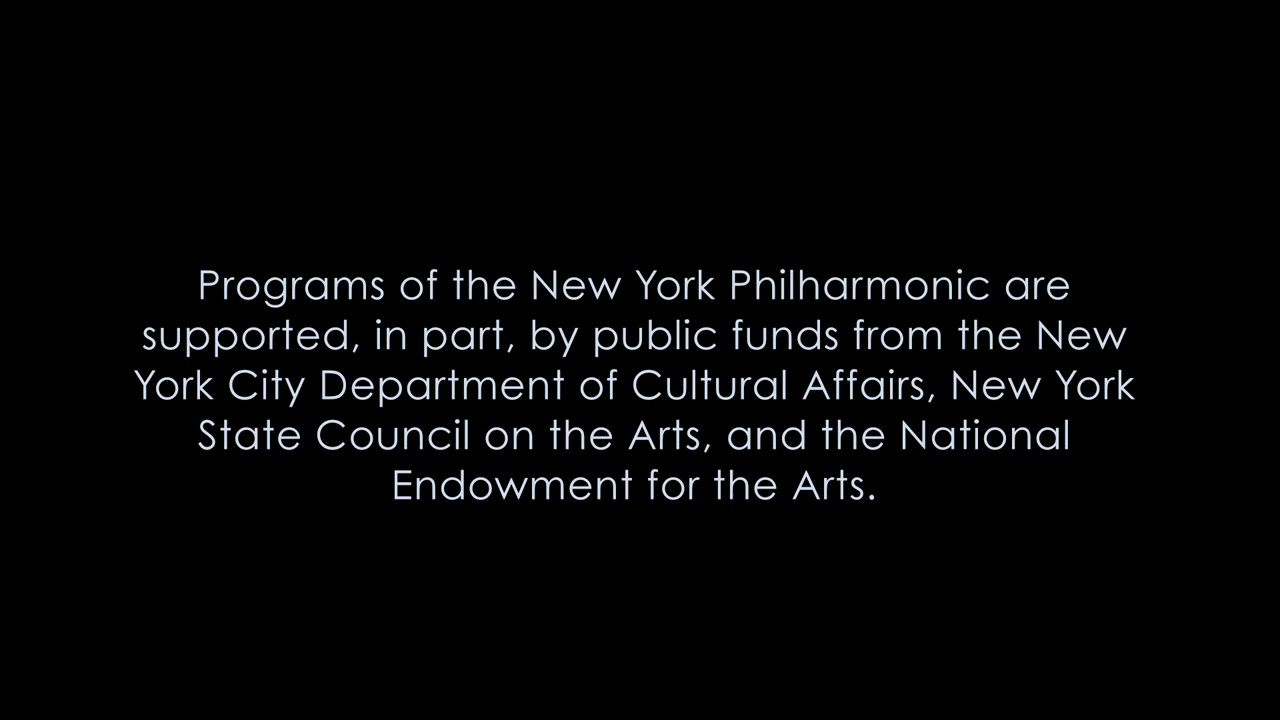 Programs of the New York Philharmonic are
supported, in part, by public funds from the New
York City Department of Cultural Affairs, New York
State Council on the Arts, and the National
Endowment for the Arts.